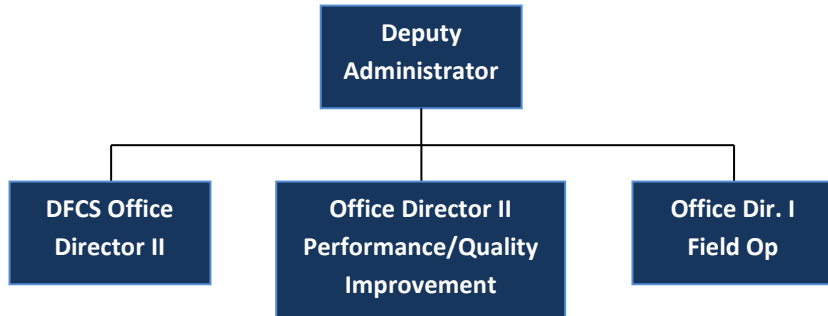 Deputy
Administrator
DFCS Office
Director II
Office Director II
Performance/Quality
Improvement
Office Dir. I
Field Op